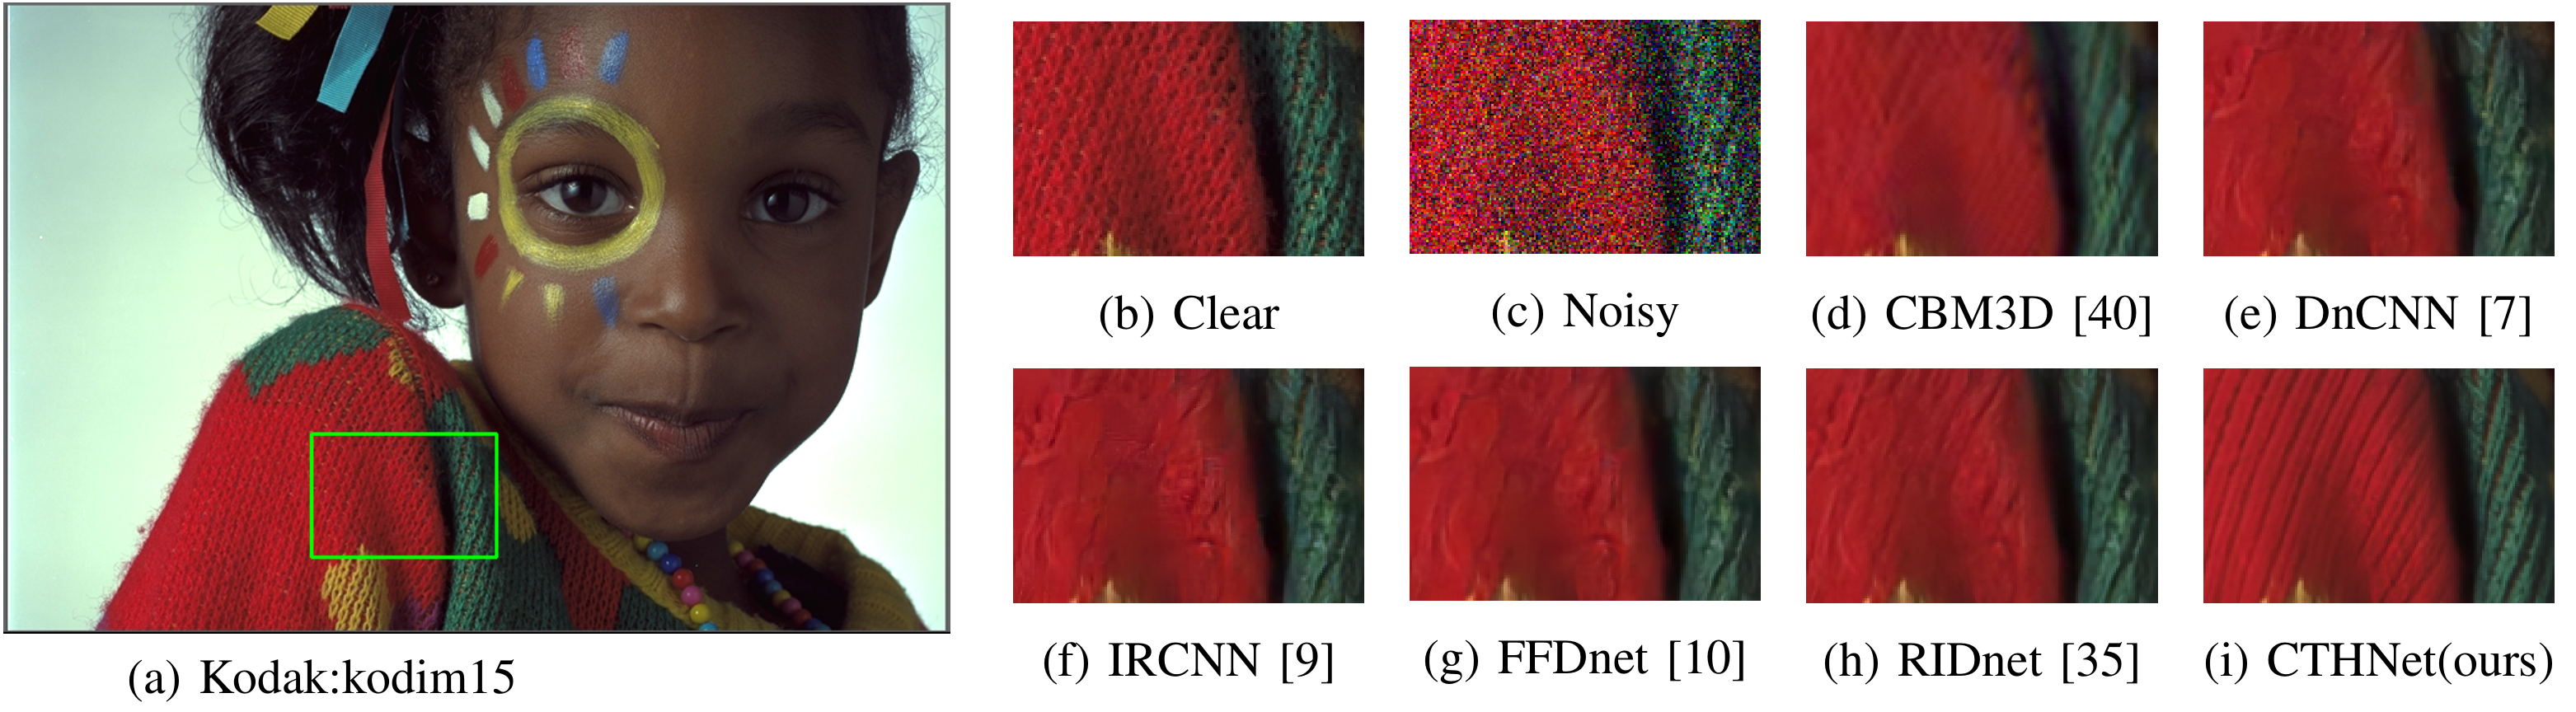 (b) Clear
(c) Noisy
(d) CBM3D [40]
(e) DnCNN [7]
(a) Kodak:kodim15
(f) IRCNN [9]
(g) FFDnet [10]
(h) RIDnet [35]
(i) CTHNet(ours)